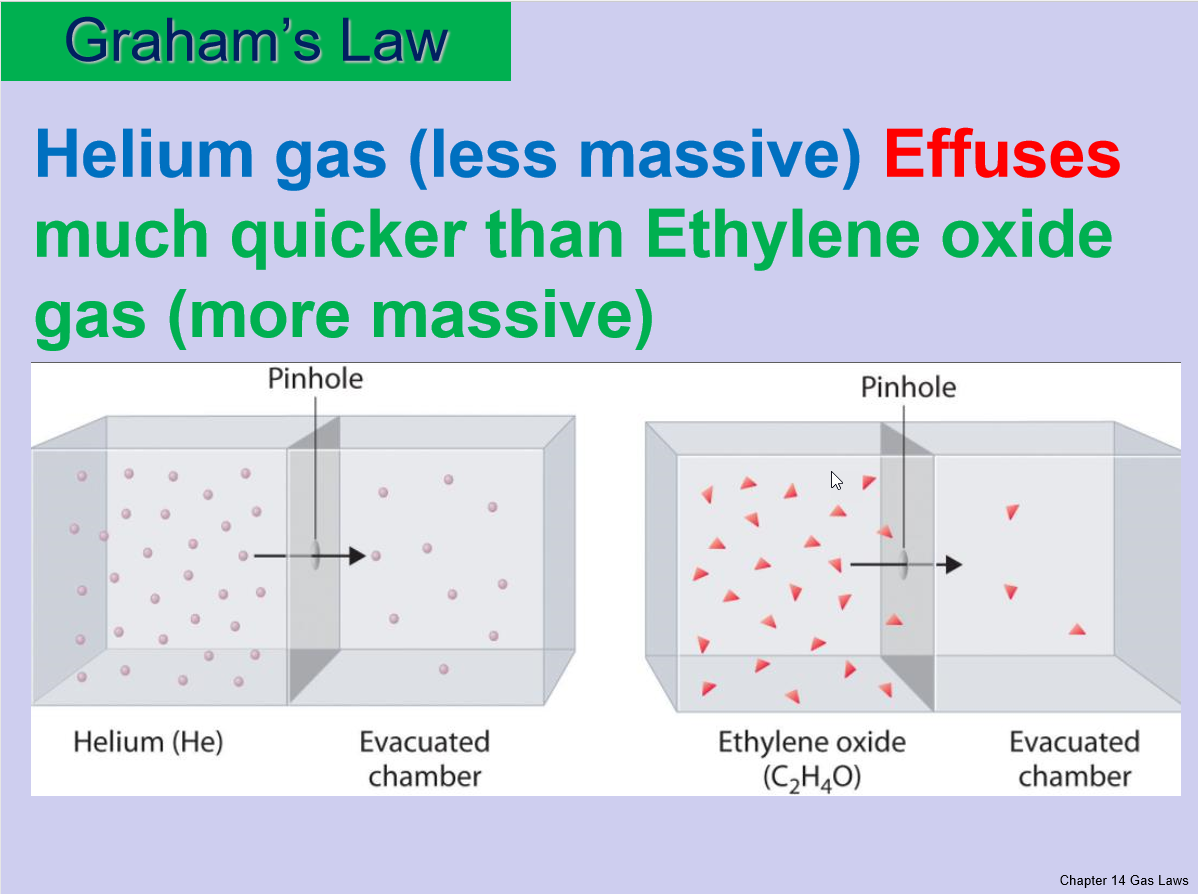 Graham’s Law
Helium gas (less massive) Effuses
much quicker than Ethylene oxide
gas (more massive)
Pinhole
Pinhole
Helium (He)
Evacuated
chamber
Ethylene oxide
(C₂H₄O)
Evacuated
chamber
Chapter 14 Gas Laws